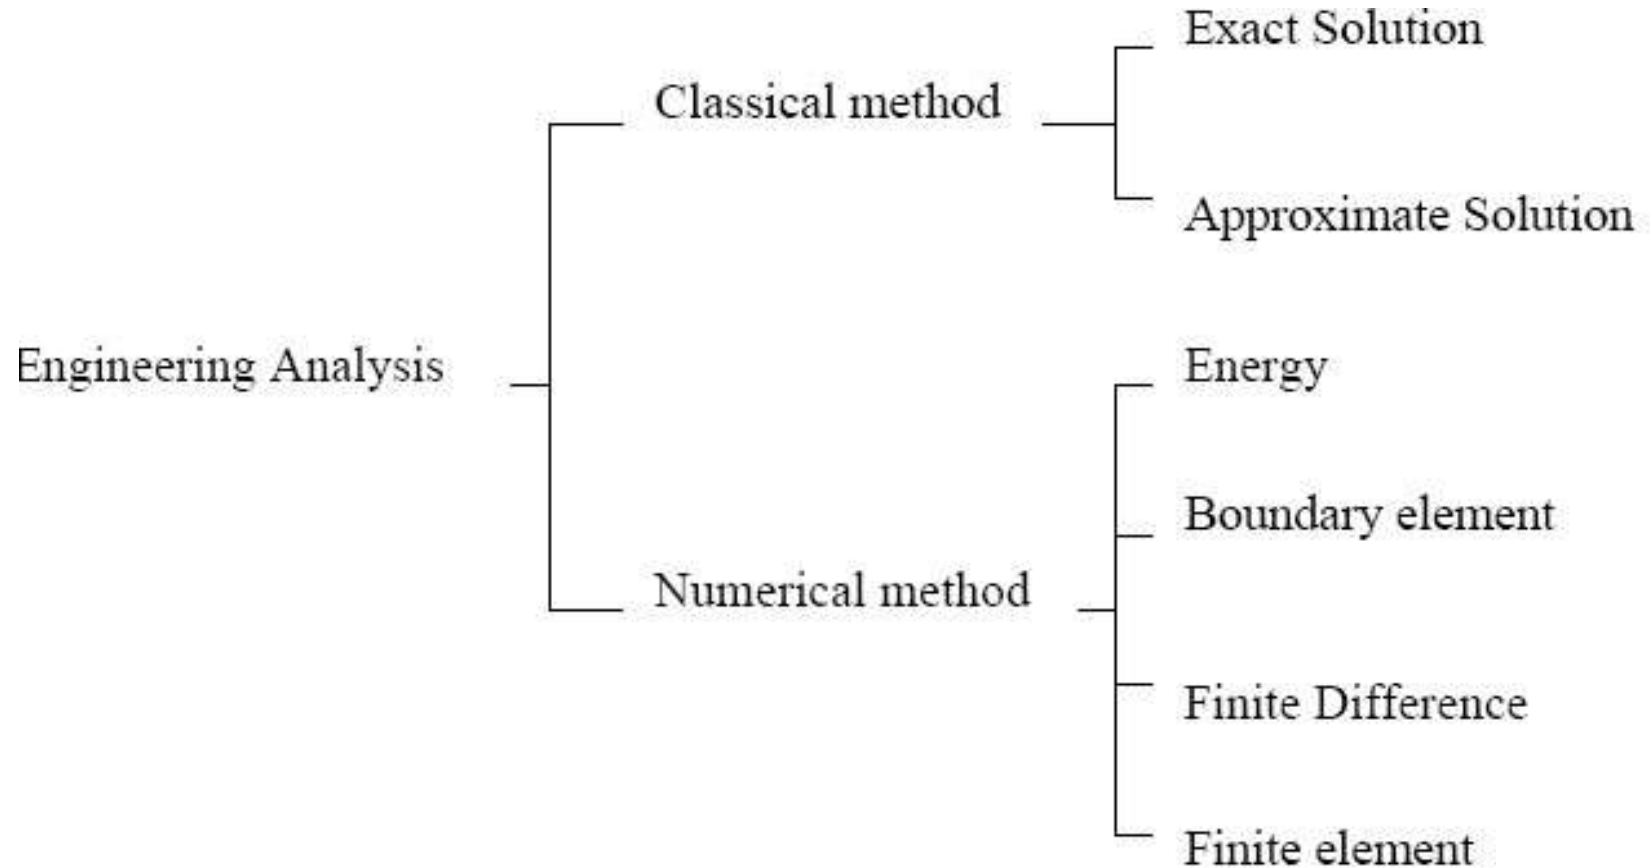 Exact Solution
Classical method
Approximate Solution
Engineering Analysis
Energy
Boundary element
Numerical method
Finite Difference
Finite element